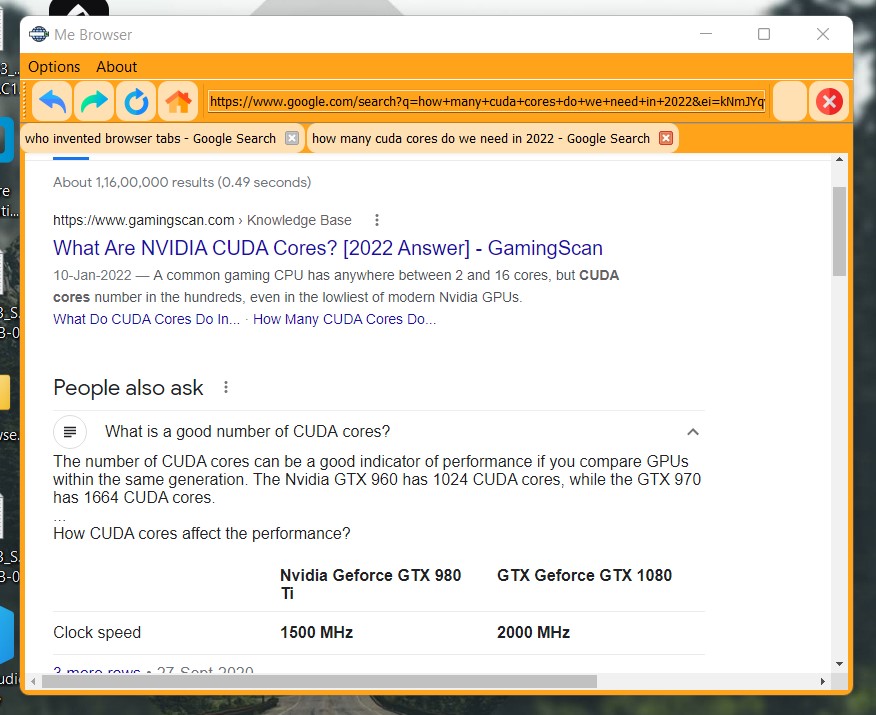 Me Browser
Options About
https://www.google.com/search?q=how+many+cuda+cores+do+we+need+in+2022&ei=kNmJYq
who invented browser tabs - Google Search
how many cuda cores do we need in 2022 - Google Search
About 1,16,00,000 results (0.49 seconds)
https://www.gamingscan.com › Knowledge Base
What Are NVIDIA CUDA Cores? [2022 Answer] - GamingScan
10-Jan-2022 — A common gaming CPU has anywhere between 2 and 16 cores, but CUDA
cores number in the hundreds, even in the lowliest of modern Nvidia GPUs.
What Do CUDA Cores Do In... · How Many CUDA Cores Do...
People also ask
What is a good number of CUDA cores?
The number of CUDA cores can be a good indicator of performance if you compare GPUs
within the same generation. The Nvidia GTX 960 has 1024 CUDA cores, while the GTX 970
has 1664 CUDA cores.
...
How CUDA cores affect the performance?
Nvidia Geforce GTX 980 GTX Geforce GTX 1080
Ti
Clock speed 1500 MHz 2000 MHz
3 more rows • 27-Sept-2020